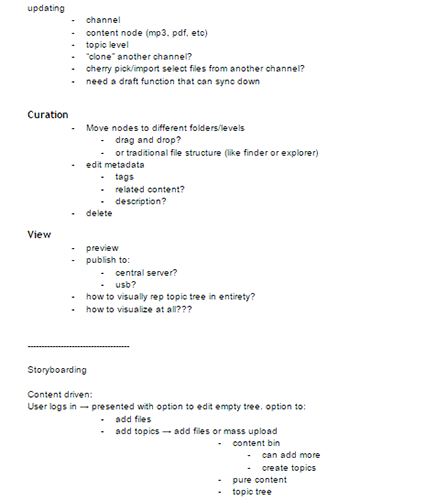 updating
- channel
- content node (mp3, pdf, etc)
- topic level
- "clone" another channel?
- cherry pick/import select files from another channel?
- need a draft function that can sync down
Curation
- Move nodes to different folders/levels
- drag and drop?
- or traditional file structure (like finder or explorer)
- edit metadata
- tags
- related content?
- description?
- delete
View
- preview
- publish to:
- central server?
- usb?
- how to visually rep topic tree in entirety?
- how to visualize at all???
------------------------------------
Storyboarding
Content driven:
User logs in → presented with option to edit empty tree. option to:
- add files
- add topics → add files or mass upload
- content bin
- can add more
- create topics
- pure content
- topic tree